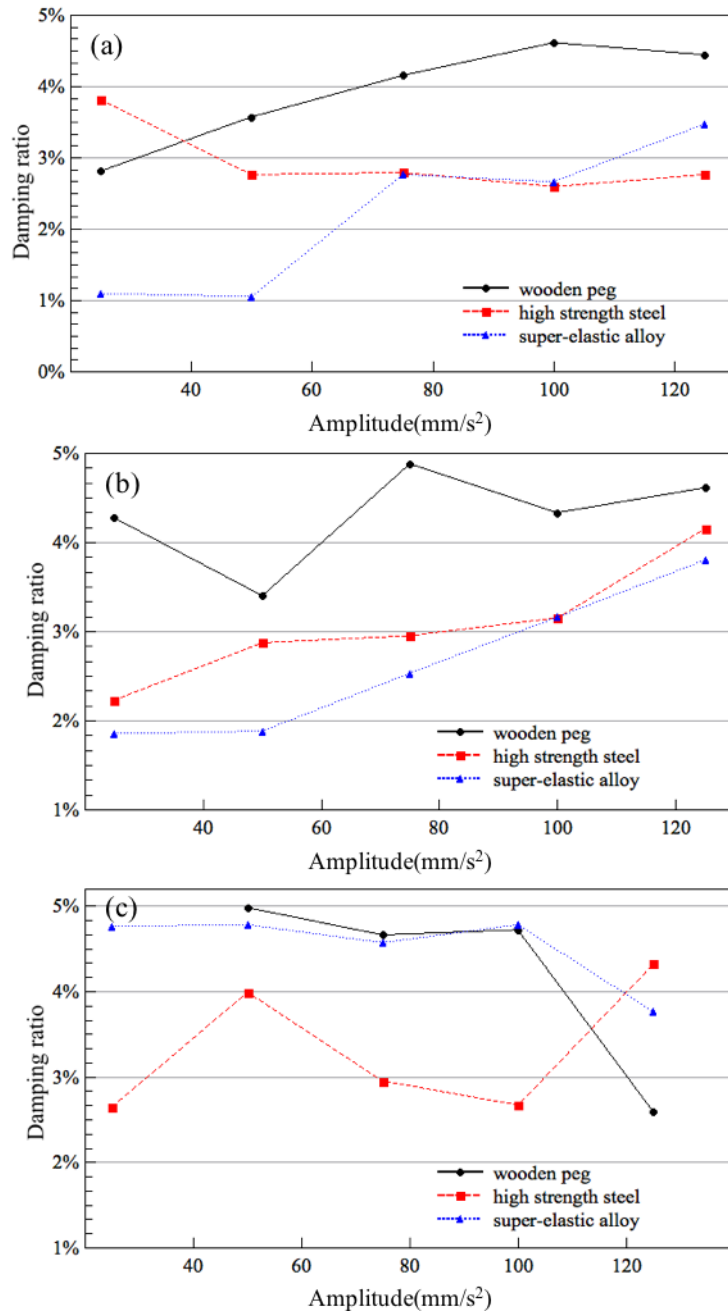 (a)
5%
4%
3%
2%
1%
0%
Damping ratio
wooden peg
high strength steel
super-elastic alloy
40 60 80 100 120
Amplitude(mm/s²)
(b)
5%
4%
3%
2%
1%
Damping ratio
wooden peg
high strength steel
super-elastic alloy
40 60 80 100 120
Amplitude(mm/s²)
(c)
5%
4%
3%
2%
1%
Damping ratio
wooden peg
high strength steel
super-elastic alloy
40 60 80 100 120
Amplitude(mm/s²)